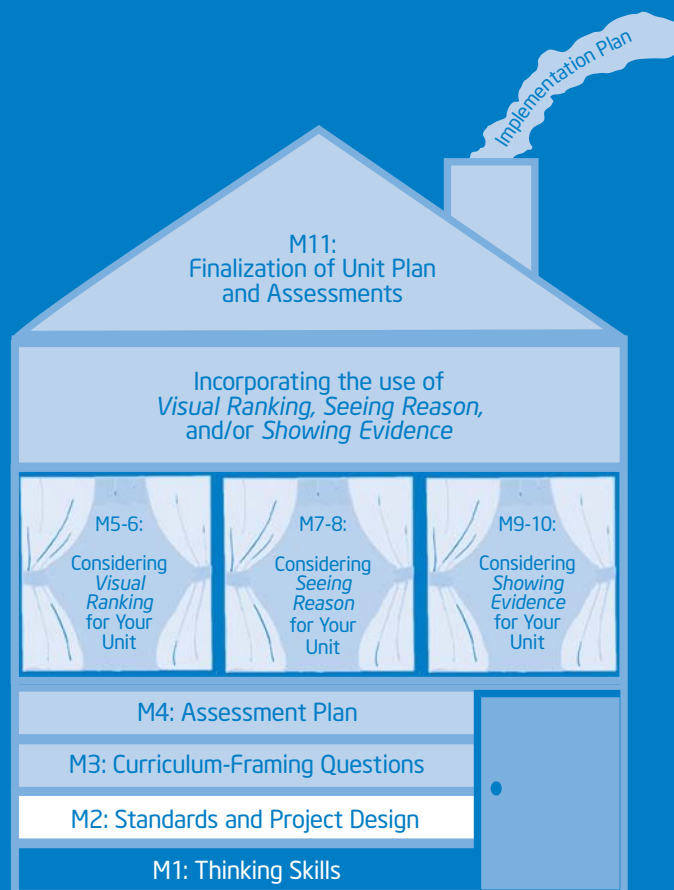 Implementation Plan
M11:
Finalization of Unit Plan
and Assessments
Incorporating the use of
Visual Ranking, Seeing Reason,
and/or Showing Evidence
M5-6:
Considering
Visual
Ranking
for Your
Unit
M7-8:
Considering
Seeing
Reason
for Your
Unit
M9-10:
Considering
Showing
Evidence
for Your
Unit
M4: Assessment Plan
M3: Curriculum-Framing Questions
M2: Standards and Project Design
M1: Thinking Skills